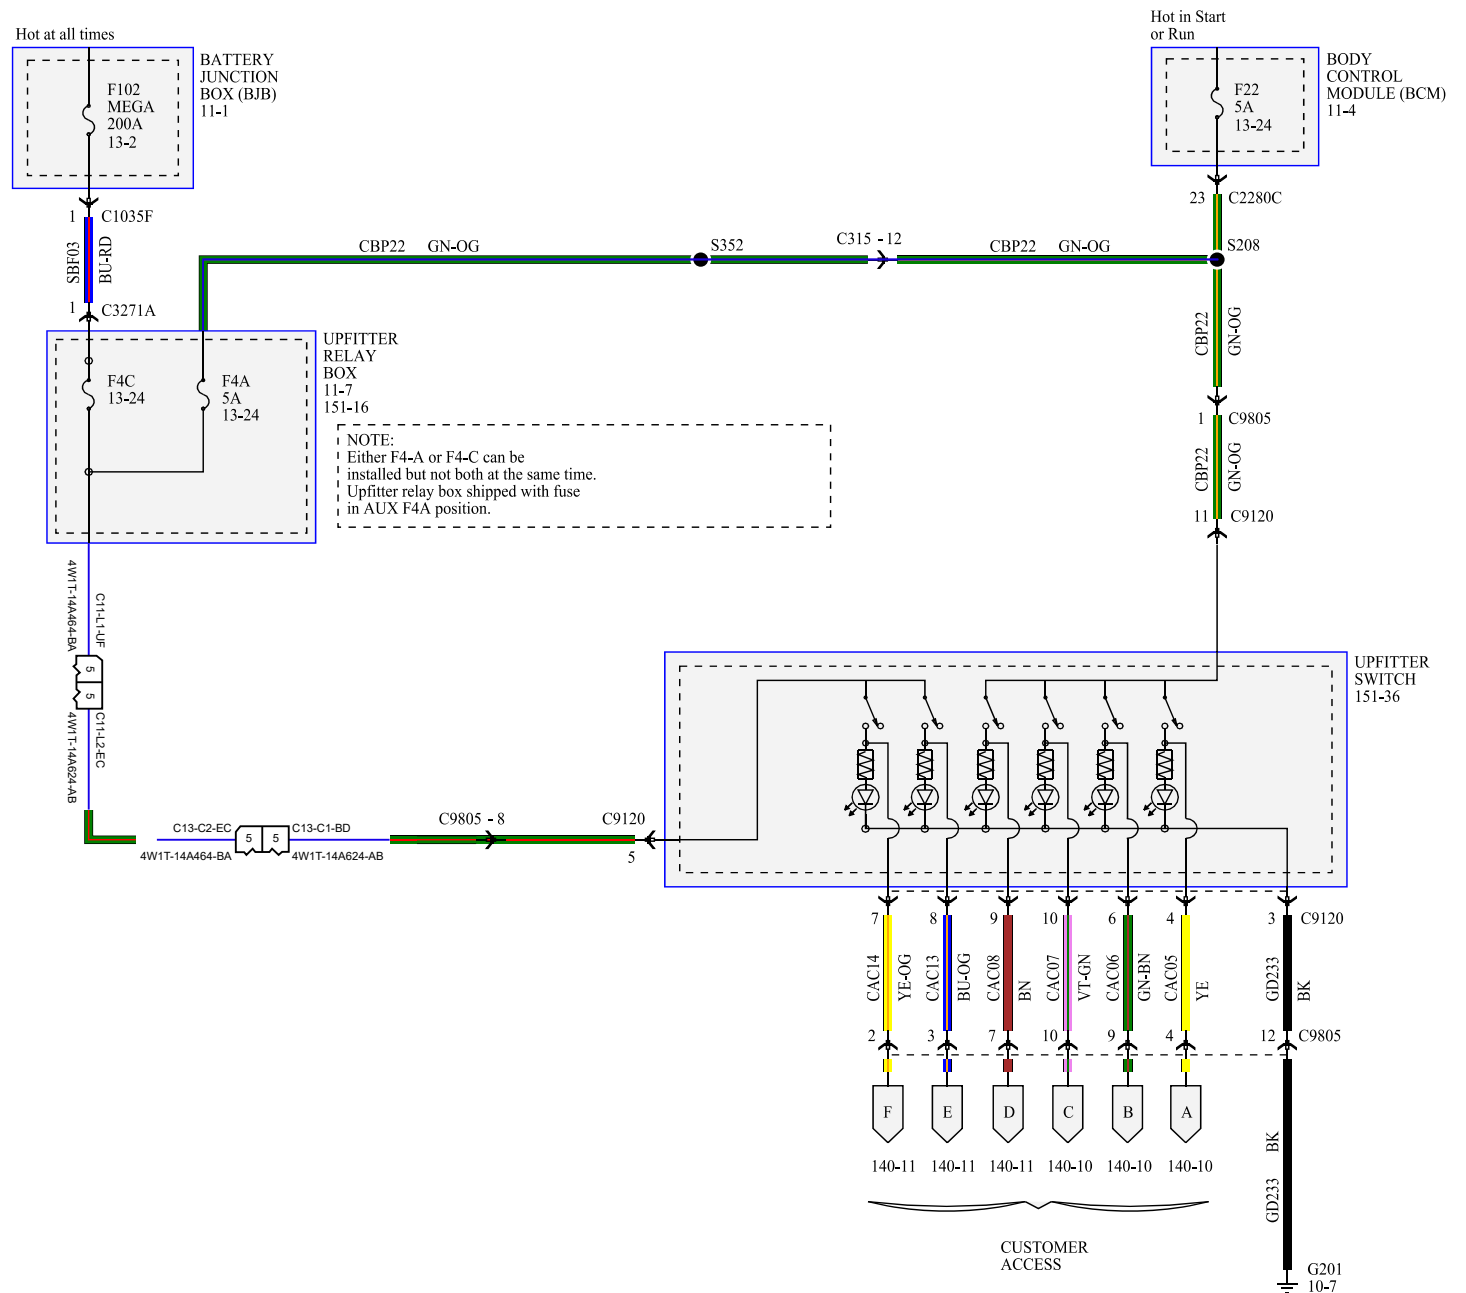 Hot at all times
BATTERY
JUNCTION
BOX (BJB)
11-1
F102
MEGA
200A
13-2
Hot in Start
or Run
BODY
CONTROL
MODULE (BCM)
11-4
F22
5A
13-24
1 C1035F
SBF03
BU-RD
1 C3271A
23 C2280C
CBP22 GN-OG
S352
C315 - 12
CBP22 GN-OG
S208
UPFITTER
RELAY
BOX
11-7
151-16
F4C
13-24
F4A
5A
13-24
CBP22
GN-OG
1 C9805
CBP22
GN-OG
11 C9120
NOTE:
Either F4-A or F4-C can be
installed but not both at the same time.
Upfitter relay box shipped with fuse
in AUX F4A position.
4W1T-14A464-BA
C11-L1-UF
5
5
4W1T-14A624-AB
C11-L2-EC
C13-C2-EC
4W1T-14A464-BA
5
5
C13-C1-BD
4W1T-14A624-AB
C9805 - 8
C9120
5
UPFITTER
SWITCH
151-36
7 8 9 10 6 4 3 C9120
CAC14
YE-OG
CAC13
BU-OG
CAC08
BN
CAC07
VT-GN
CAC06
GN-BN
CAC05
YE
GD233
BK
2 3 7 10 9 4 12 C9805
F E D C B A
140-11 140-11 140-11 140-10 140-10 140-10
BK
GD233
CUSTOMER
ACCESS
G201
10-7